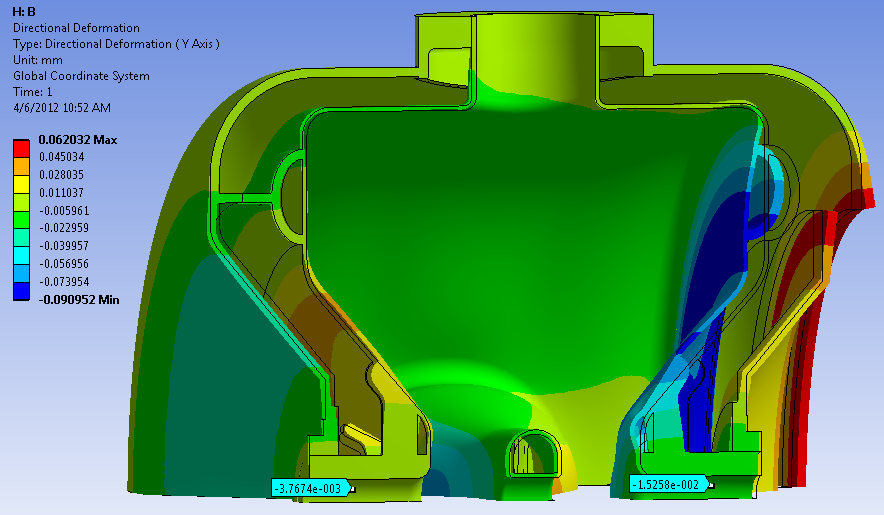 H: B
Directional Deformation
Type: Directional Deformation ( Y Axis )
Unit: mm
Global Coordinate System
Time: 1
4/6/2012 10:52 AM
0.062032 Max
0.045034
0.028035
0.011037
-0.005961
-0.022959
-0.039957
-0.056956
-0.073954
-0.090952 Min
-3.7674e-003
-1.5258e-002